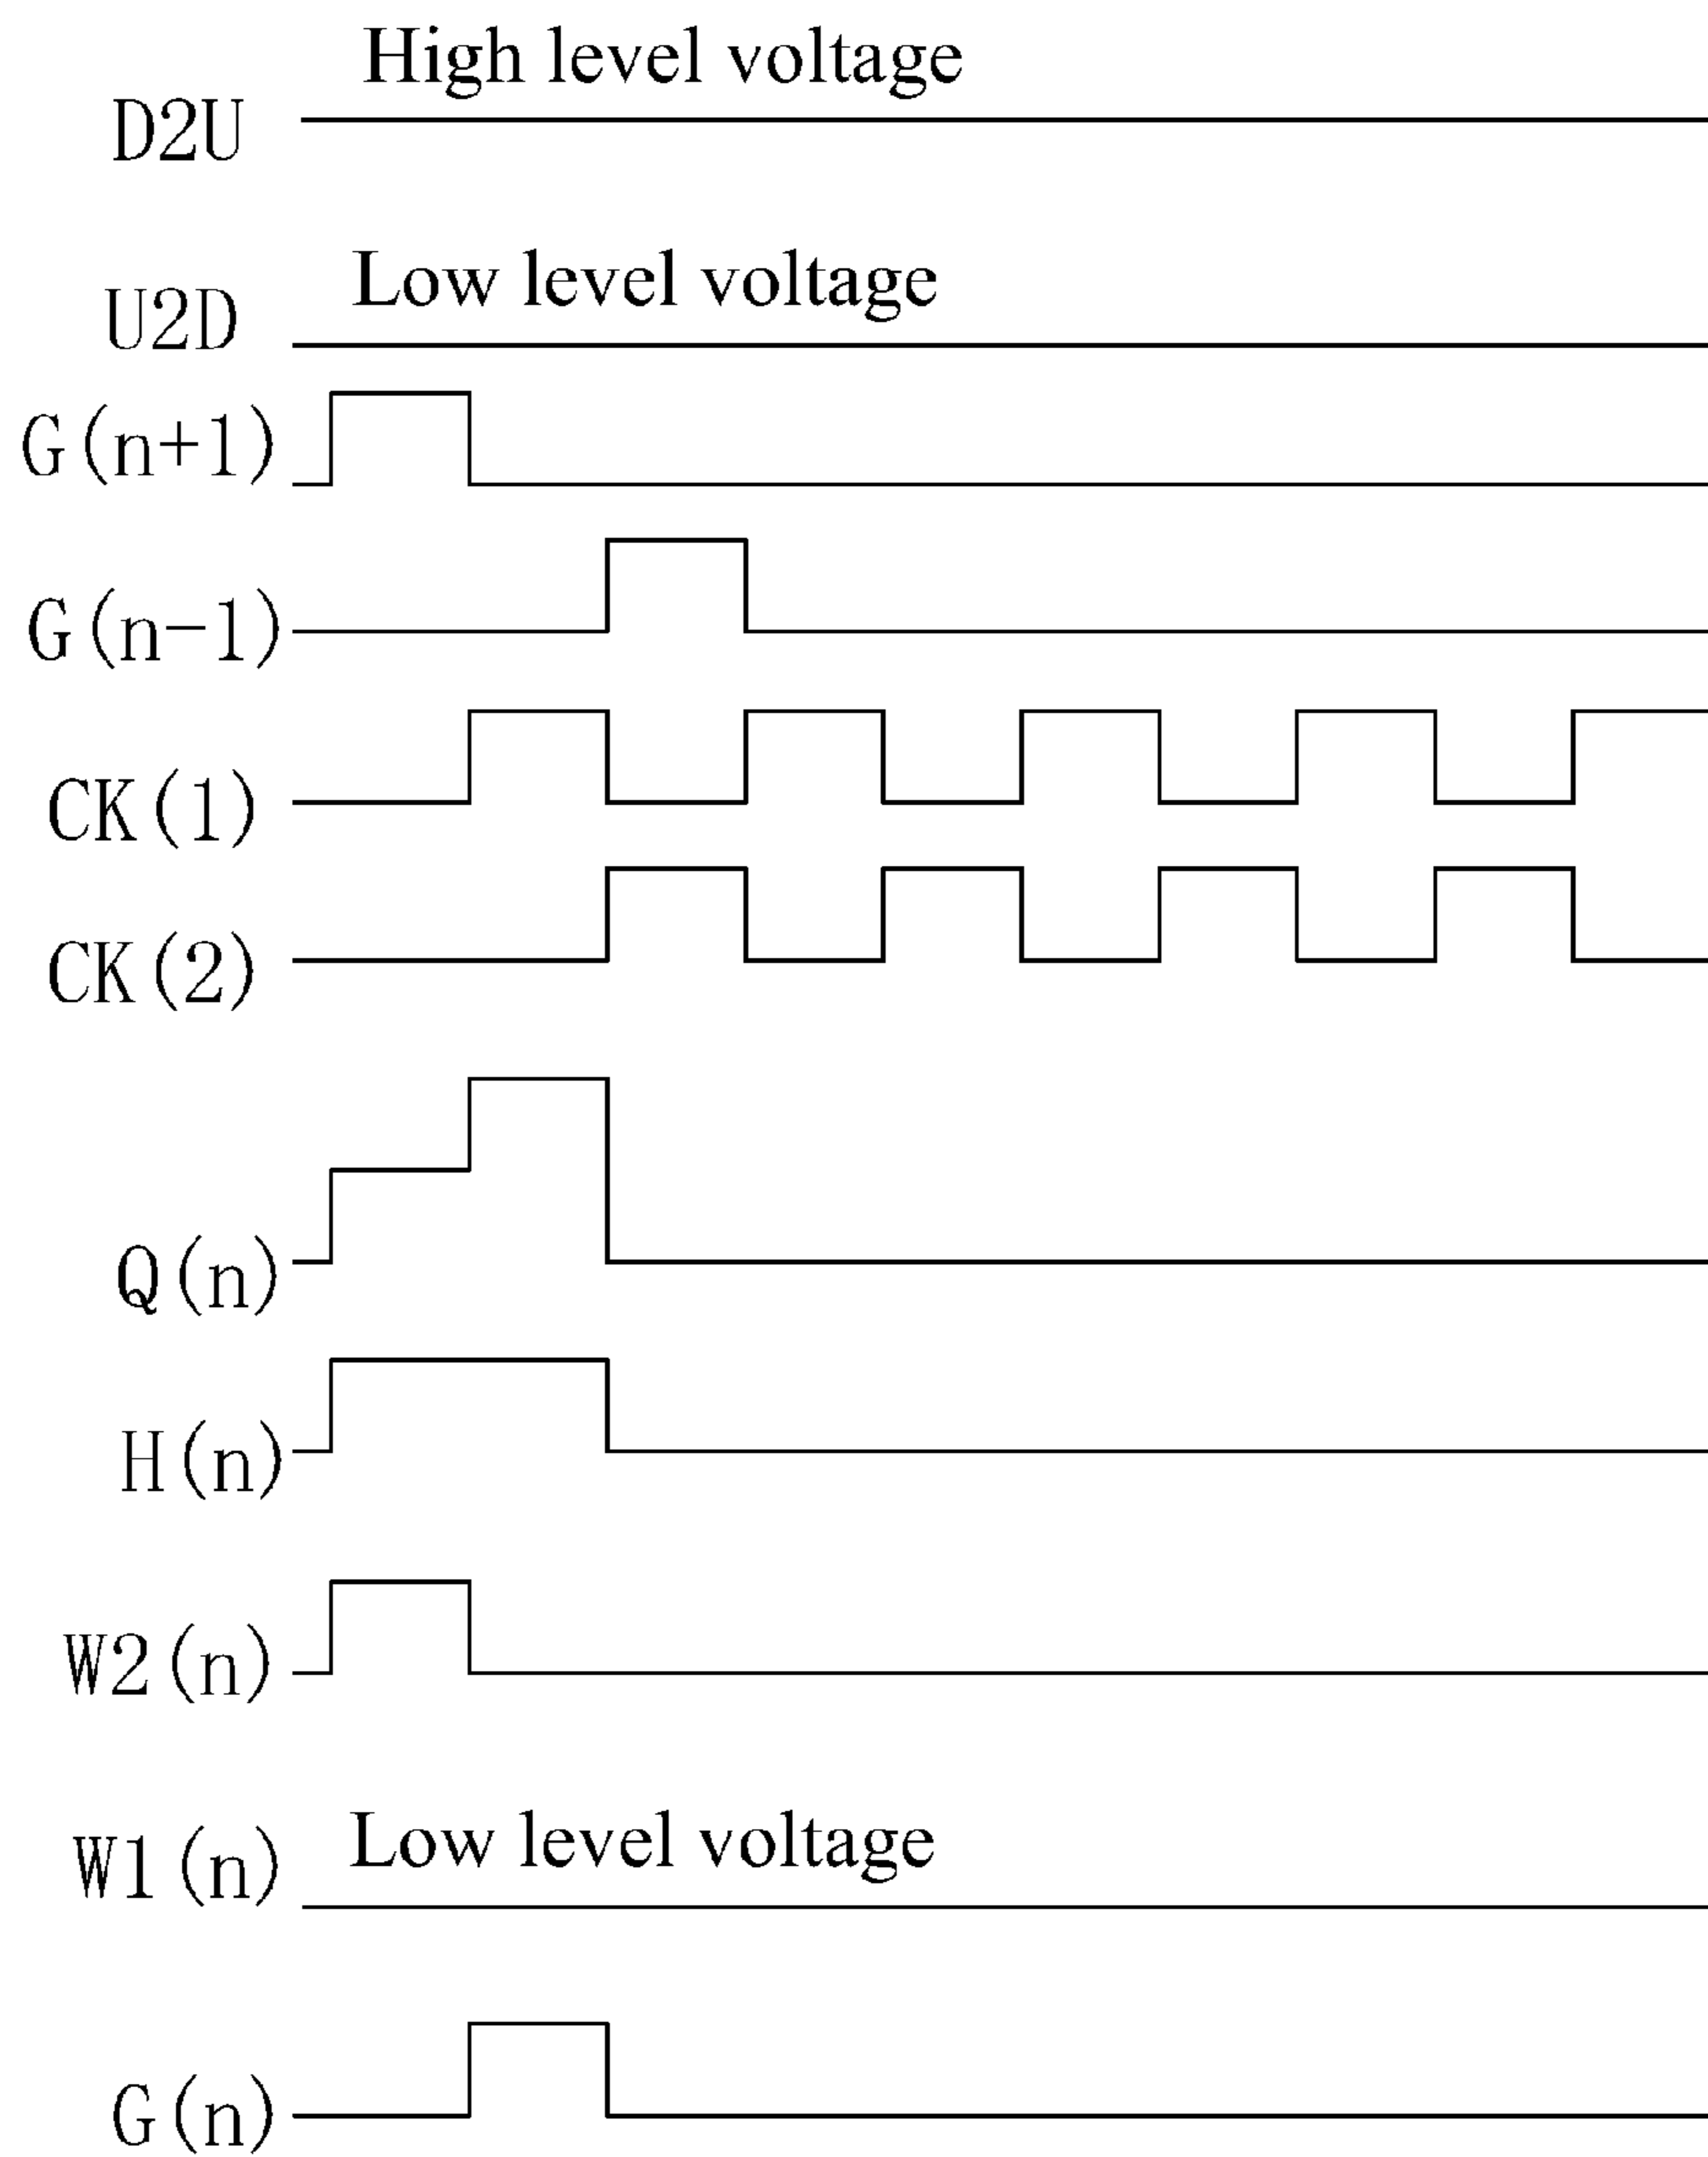 High level voltage
D2U
Low level voltage
U2D
G(n+1)
G(n-1)
CK(1)
CK(2)
Q(n)
H(n)
W2(n)
Low level voltage
W1(n)
G(n)